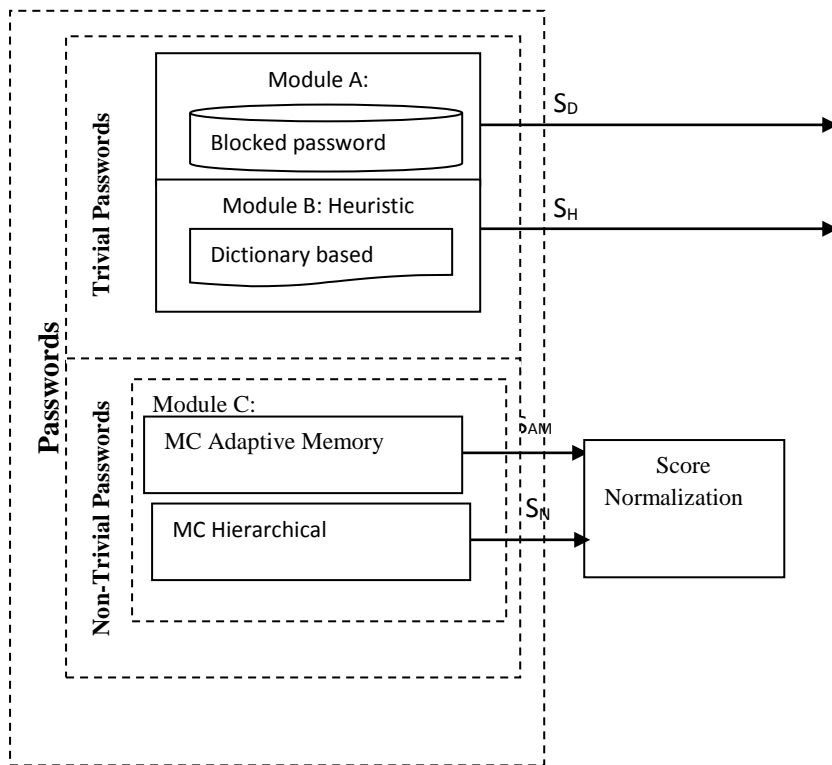 Passwords
Trivial Passwords
Module A:
Blocked password
S_D
Module B: Heuristic
Dictionary based
S_H
Non-Trivial Passwords
Module C:
MC Adaptive Memory
AM
MC Hierarchical
S_N
Score
Normalization